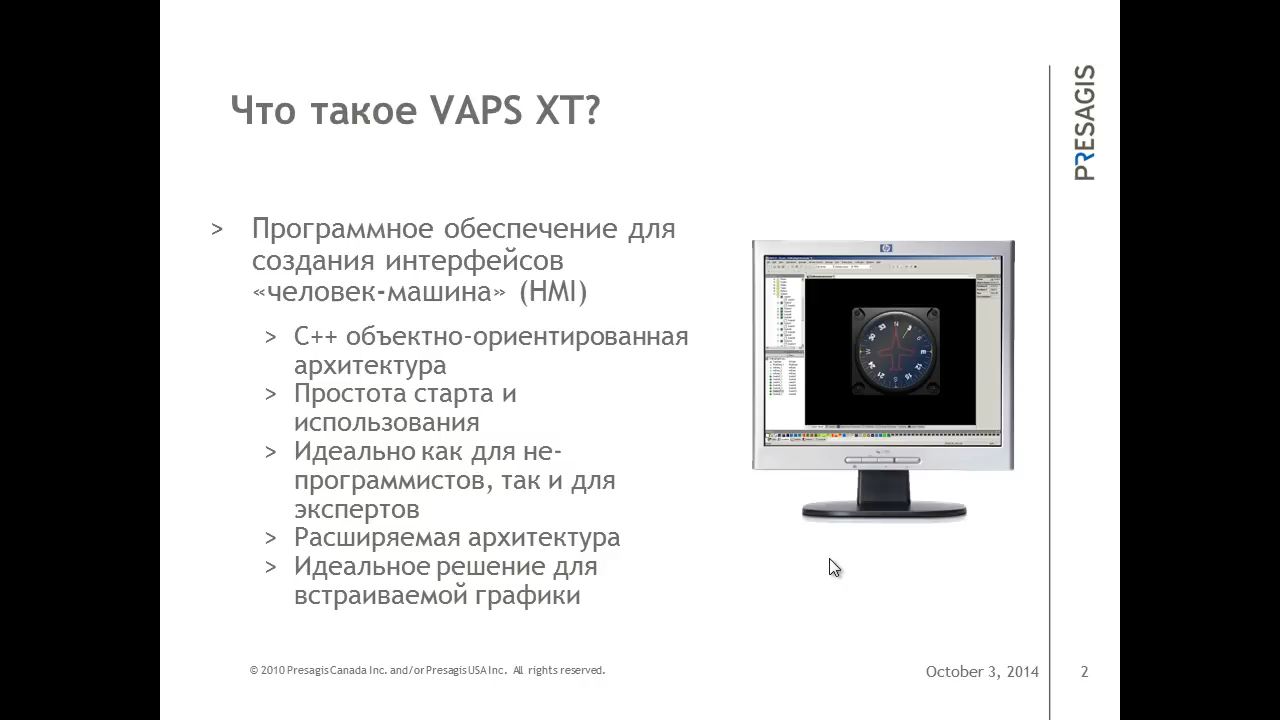 Что такое VAPS XT?
PRESAGIS
> Программное обеспечение для
создания интерфейсов
«человек-машина» (HMI)
> C++ объектно-ориентированная
архитектура
> Простота старта и
использования
> Идеально как для не-
программистов, так и для
экспертов
> Расширяемая архитектура
> Идеальное решение для
встраиваемой графики
© 2010 Presagis Canada Inc. and/or Presagis USA Inc. All rights reserved.
October 3, 2014
2